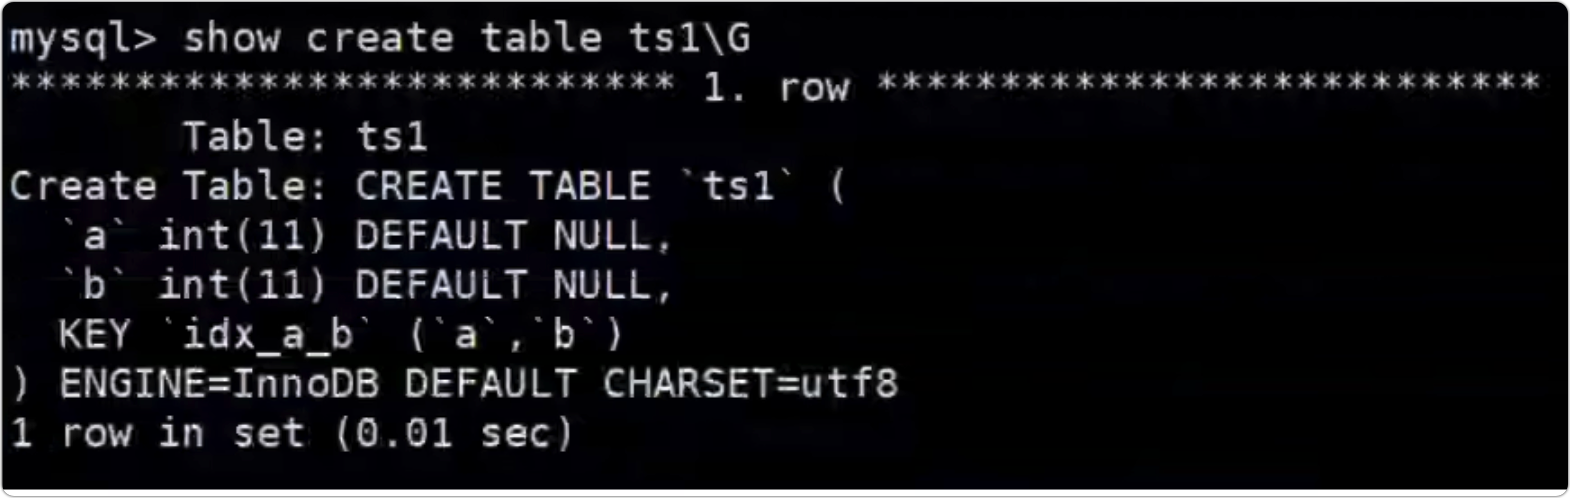 mysql> show create table ts1\G
*************************** 1. row ***************************
       Table: ts1
Create Table: CREATE TABLE `ts1` (
  `a` int(11) DEFAULT NULL,
  `b` int(11) DEFAULT NULL,
  KEY `idx_a_b` (`a`,`b`)
) ENGINE=InnoDB DEFAULT CHARSET=utf8
1 row in set (0.01 sec)